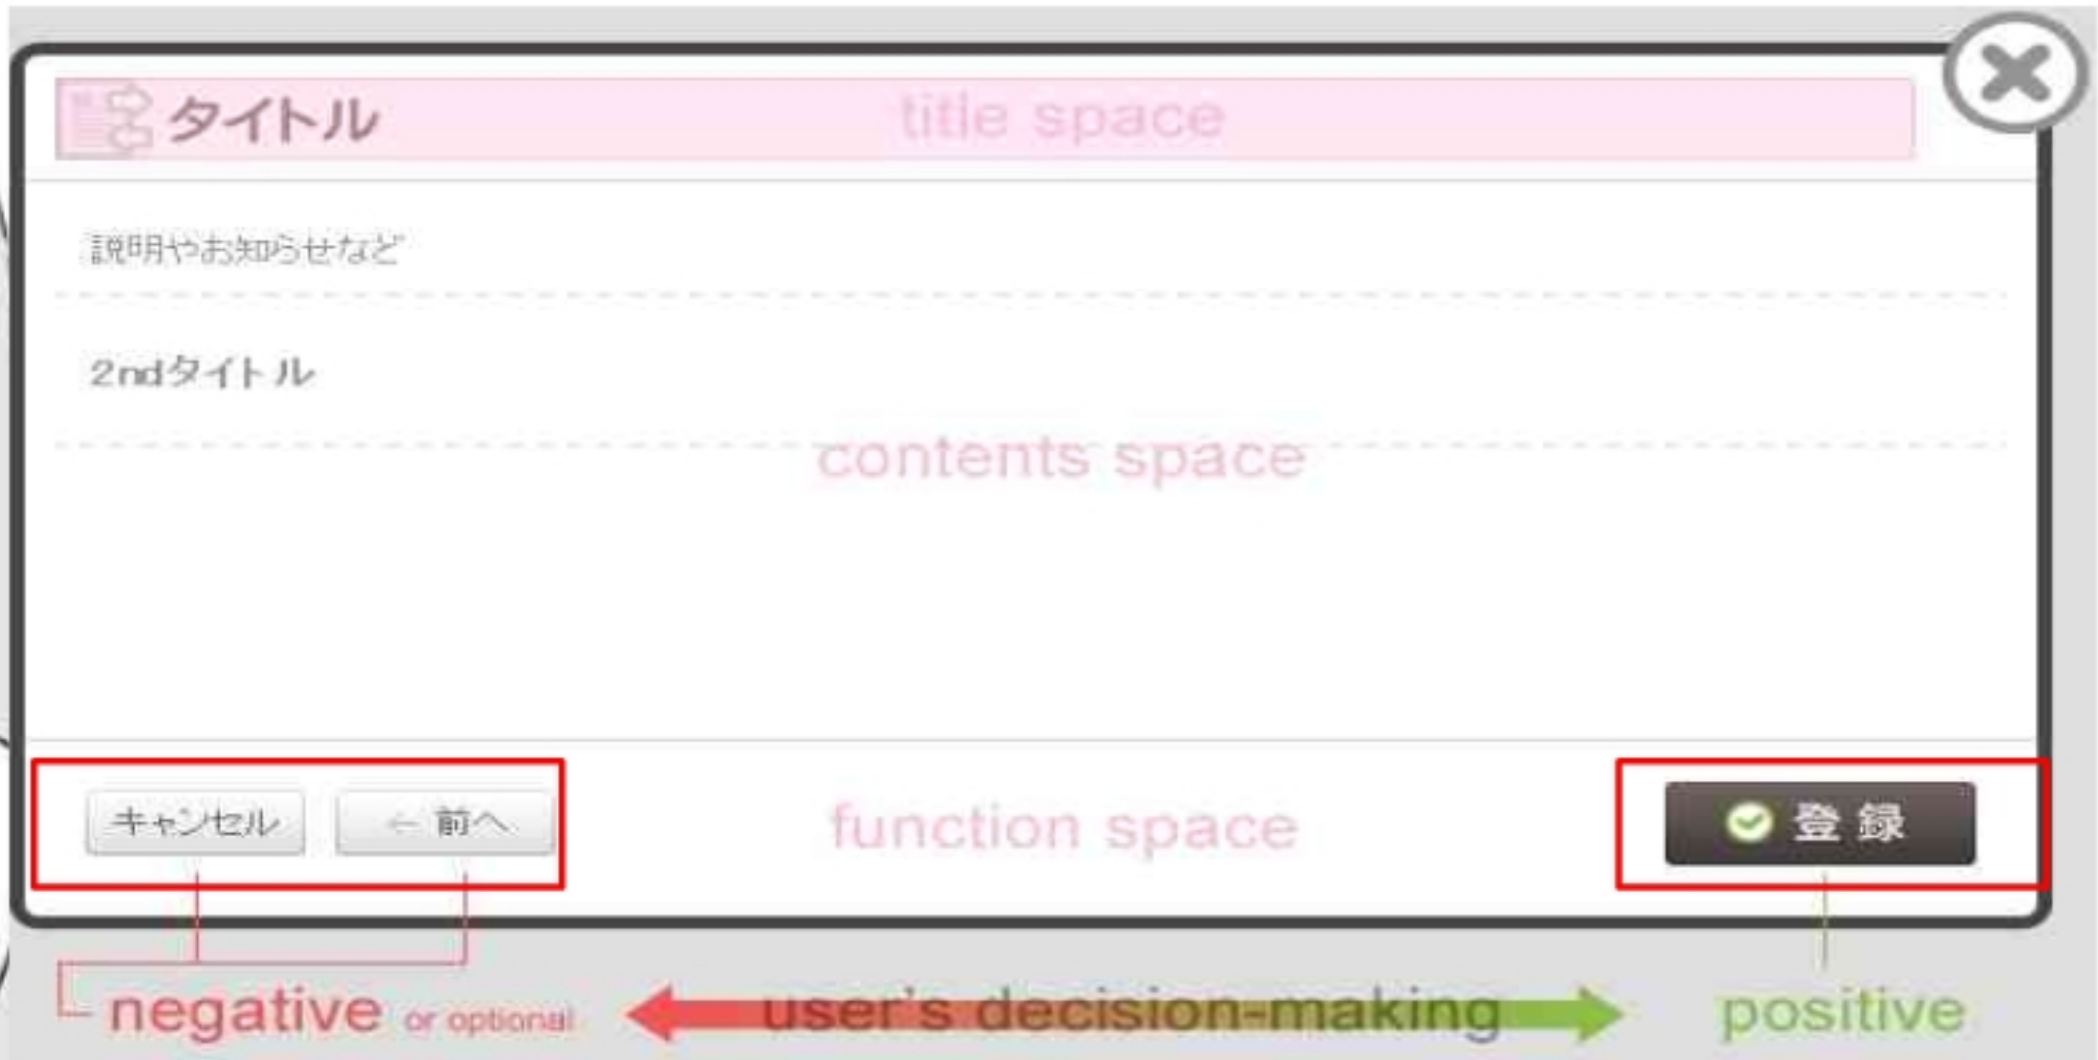 タイトル title space
説明やお知らせなど
2ndタイトル
contents space
キャンセル ←前へ function space 登録
negative or optional user's decision-making positive